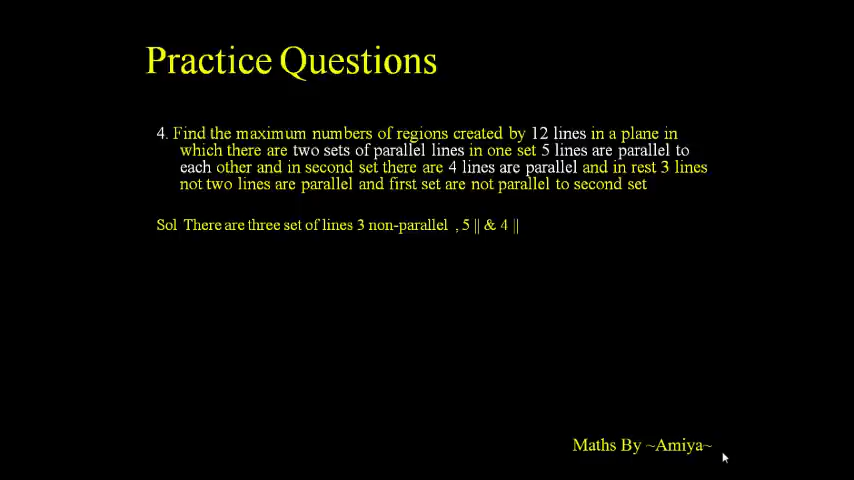 Practice Questions
4. Find the maximum numbers of regions created by 12 lines in a plane in
which there are two sets of parallel lines in one set 5 lines are parallel to
each other and in second set there are 4 lines are parallel and in rest 3 lines
not two lines are parallel and first set are not parallel to second set
Sol There are three set of lines 3 non-parallel , 5 || & 4 ||
Maths By ~Amiya~